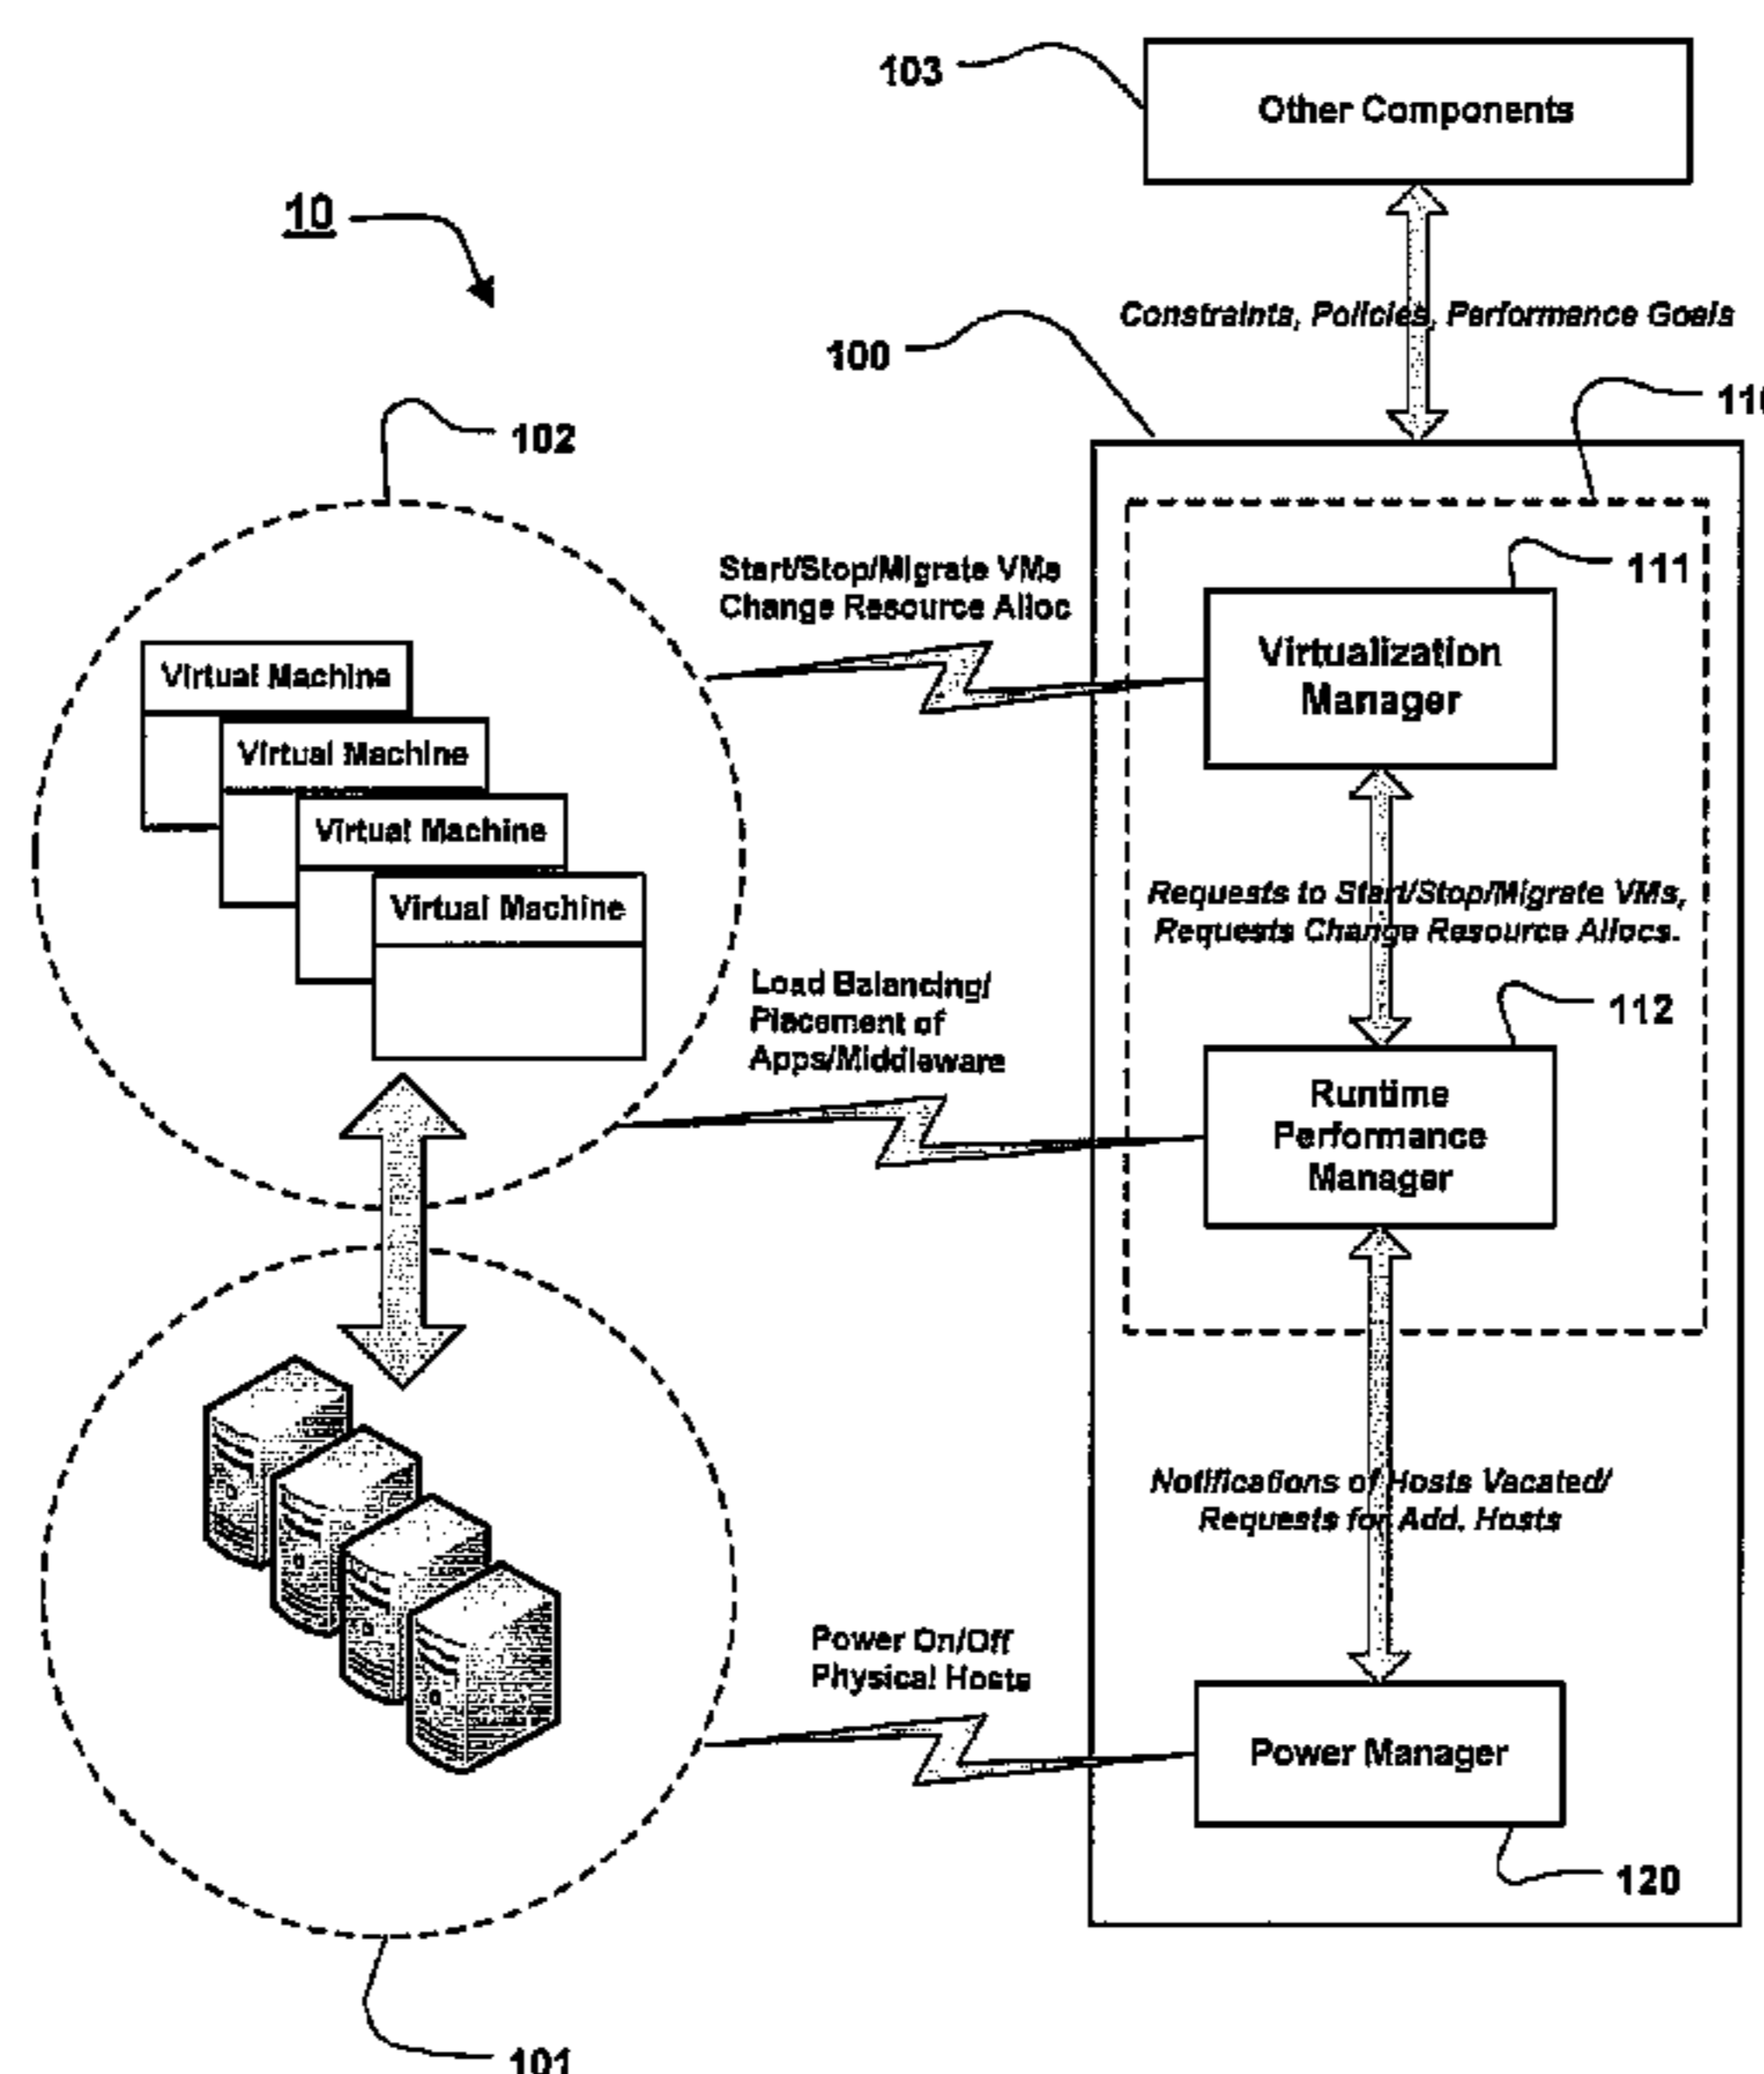 103
Other Components
10
Constraints, Policies, Performance Goals
100
110
102
111
Start/Stop/Migrate VMs
Change Resource Alloc
Virtualization
Manager
Virtual Machine
Virtual Machine
Virtual Machine
Virtual Machine
Requests to Start/Stop/Migrate VMs,
Requests Change Resource Allocs.
Load Balancing/
Placement of
Apps/Middleware
112
Runtime
Performance
Manager
Notifications of Hosts Vacated/
Requests for Add. Hosts
Power On/Off
Physical Hosts
Power Manager
120
101